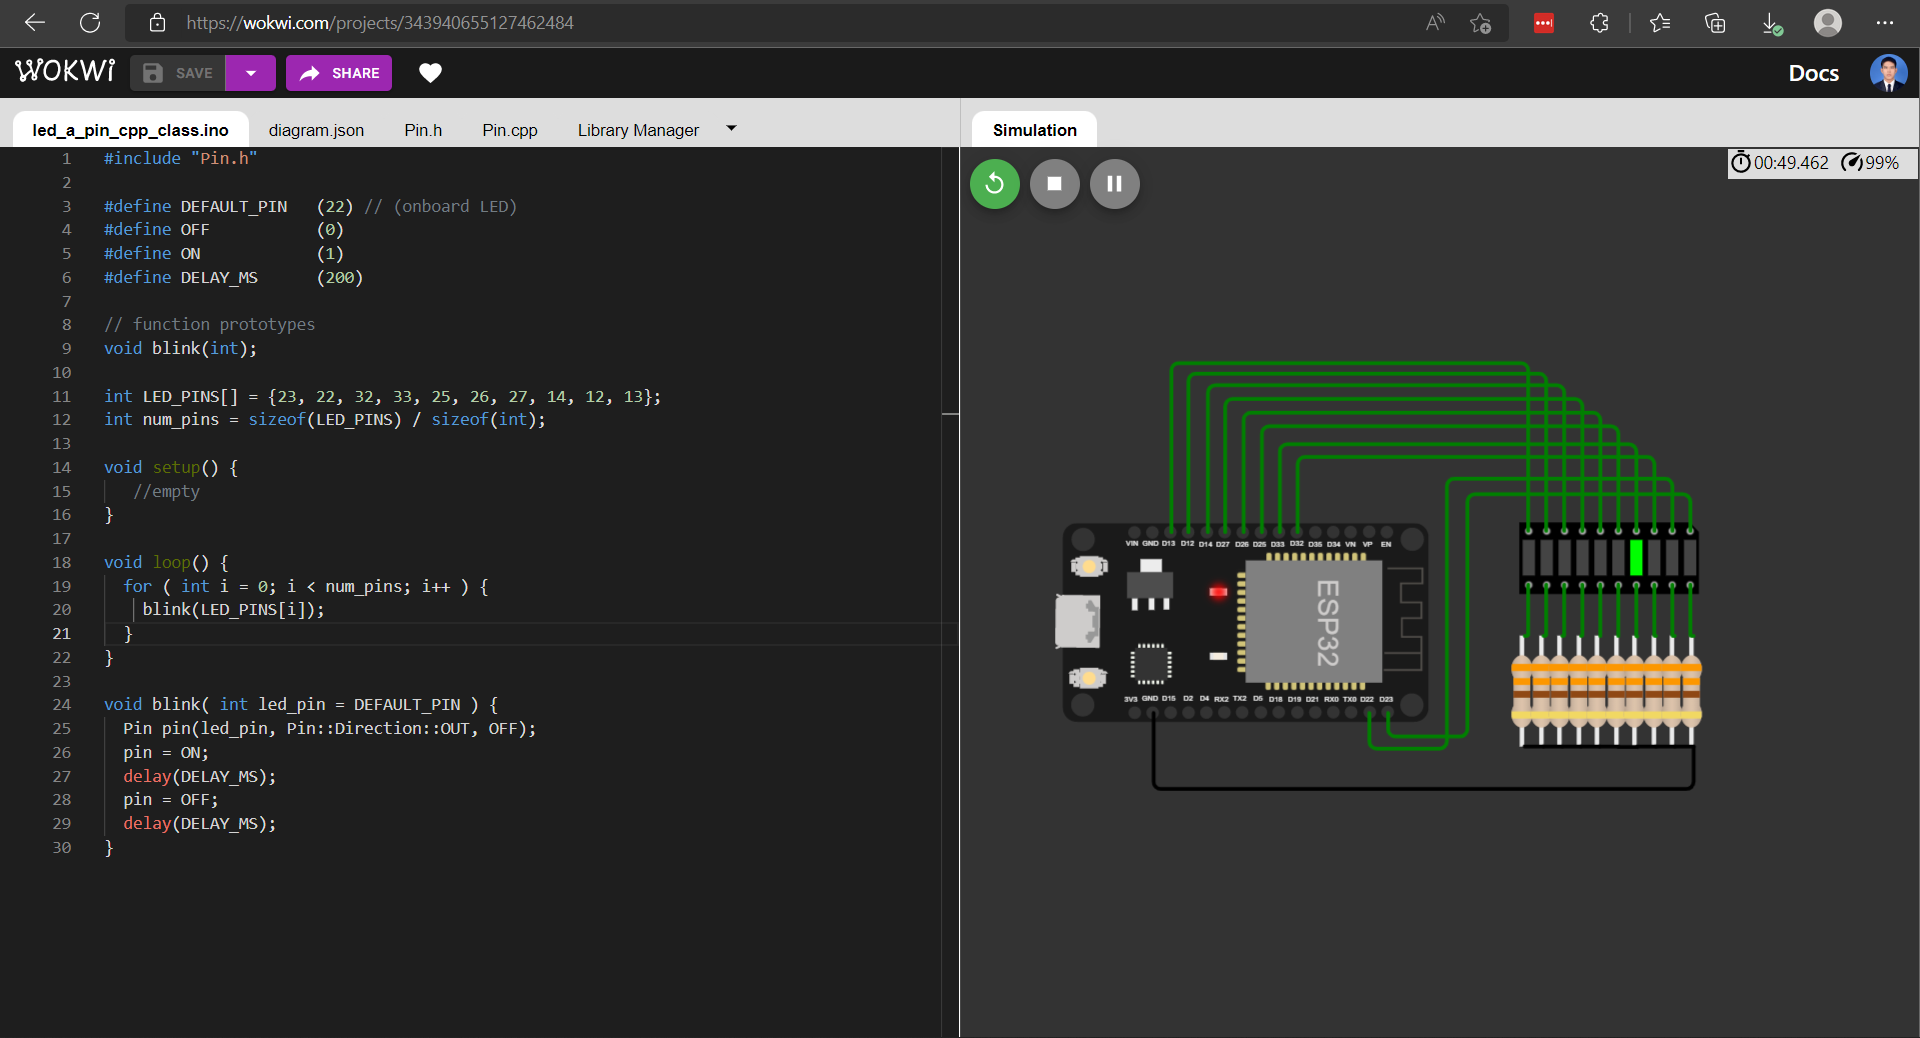 https://wokwi.com/projects/343940655127462484
WOKWI
SAVE
SHARE
Docs
led_a_pin_cpp_class.ino
diagram.json
Pin.h
Pin.cpp
Library Manager
Simulation
1 #include "Pin.h"
2
3 #define DEFAULT_PIN (22) // (onboard LED)
4 #define OFF (0)
5 #define ON (1)
6 #define DELAY_MS (200)
7
8 // function prototypes
9 void blink(int);
10
11 int LED_PINS[] = {23, 22, 32, 33, 25, 26, 27, 14, 12, 13};
12 int num_pins = sizeof(LED_PINS) / sizeof(int);
13
14 void setup() {
15 //empty
16 }
17
18 void loop() {
19 for ( int i = 0; i < num_pins; i++ ) {
20 blink(LED_PINS[i]);
21 }
22 }
23
24 void blink( int led_pin = DEFAULT_PIN ) {
25 Pin pin(led_pin, Pin::Direction::OUT, OFF);
26 pin = ON;
27 delay(DELAY_MS);
28 pin = OFF;
29 delay(DELAY_MS);
30 }
00:49.462 99%
VIN GND D13 D12 D14 D27 D26 D25 D33 D32 D35 D34 VN VP EN
ESP32
3V3 GND D15 D2 D4 RX2 TX2 D5 D18 D19 D21 RX0 TX0 D22 D23